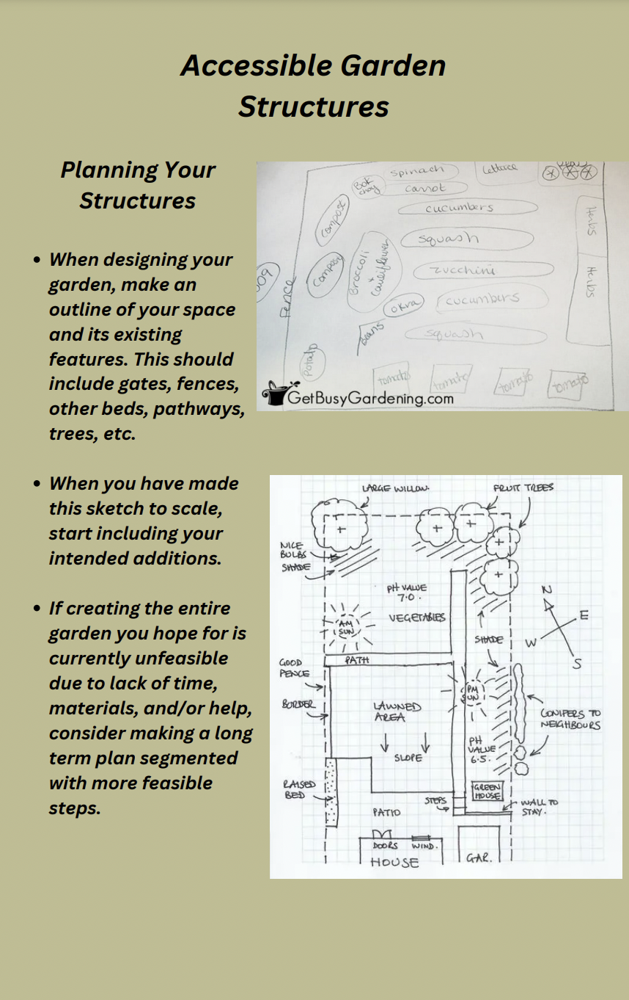 Accessible Garden
Structures
Planning Your
Structures
• When designing your
garden, make an
outline of your space
and its existing
features. This should
include gates, fences,
other beds, pathways,
trees, etc.
• When you have made
this sketch to scale,
start including your
intended additions.
• If creating the entire
garden you hope for is
currently unfeasible
due to lack of time,
materials, and/or help,
consider making a long
term plan segmented
with more feasible
steps.
spinach
Lettace
Bok
choy
carrot
compost
cucumbers
Herbs
squash
Compost
Broccoli
+
cauliflower
zucchini
Herbs
Fence
okra
cucumbers
Beans
squash
Potato
tomato
tomato
tomato
tomato
GetBusyGardening.com
LARGE WILLOW.
FRUIT TREES
NICE
BULBS
SHADE
PH VALUE
7.0.
VEGETABLES
AM
SUN
N
E
W
S
SHADE
PATH
GOOD
FENCE
PM
SUN
BORDER
LAWNED
AREA
CONIFERS TO
NEIGHBOURS
PH
VALUE
6.5.
SLOPE
RAISED
BED
GREEN
HOUSE
STEPS
WALL TO
STAY.
PATIO
DOORS
WIND.
HOUSE
GAR.